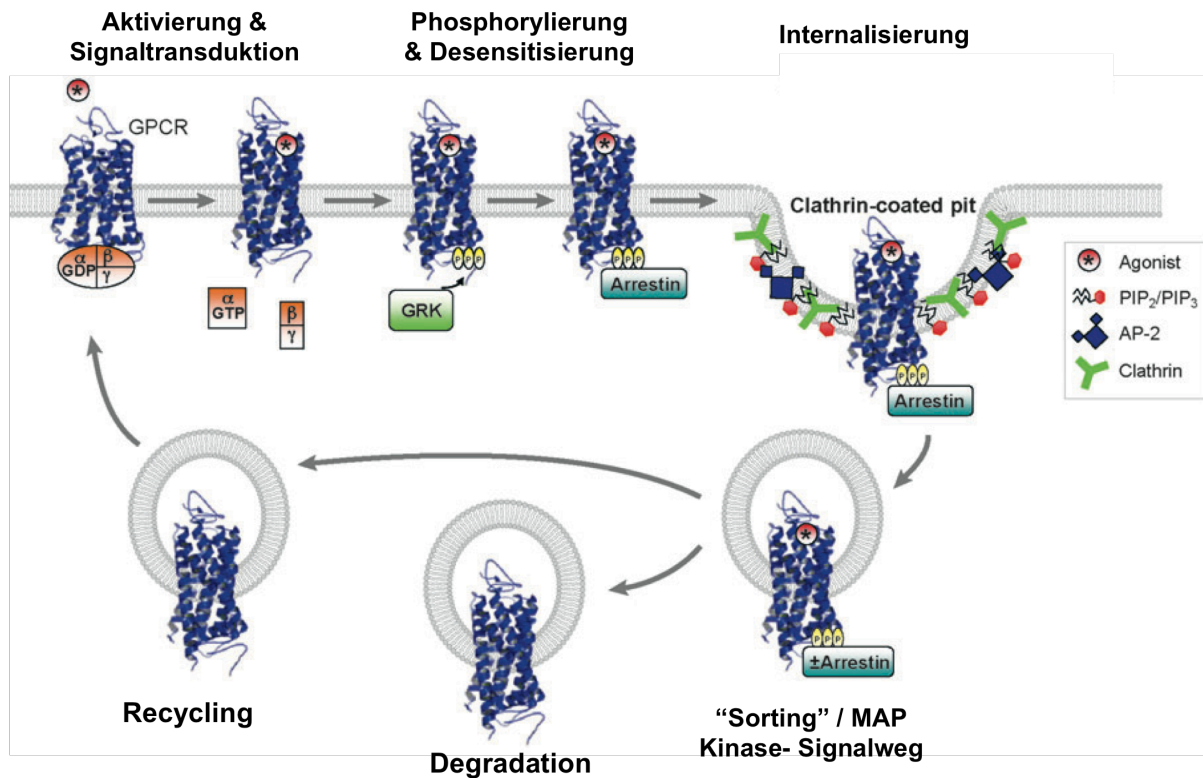 Aktivierung &
Signaltransduktion
Phosphorylierung
& Desensitisierung
Internalisierung
*
GPCR
α
GDP
β
γ
*
α
GTP
β
γ
*
P P P
GRK
*
P P P
Arrestin
Clathrin-coated pit
*
P P P
Arrestin
* Agonist
PIP2/PIP3
AP-2
Clathrin
*
P P P
±Arrestin
Recycling
Degradation
“Sorting” / MAP
Kinase- Signalweg